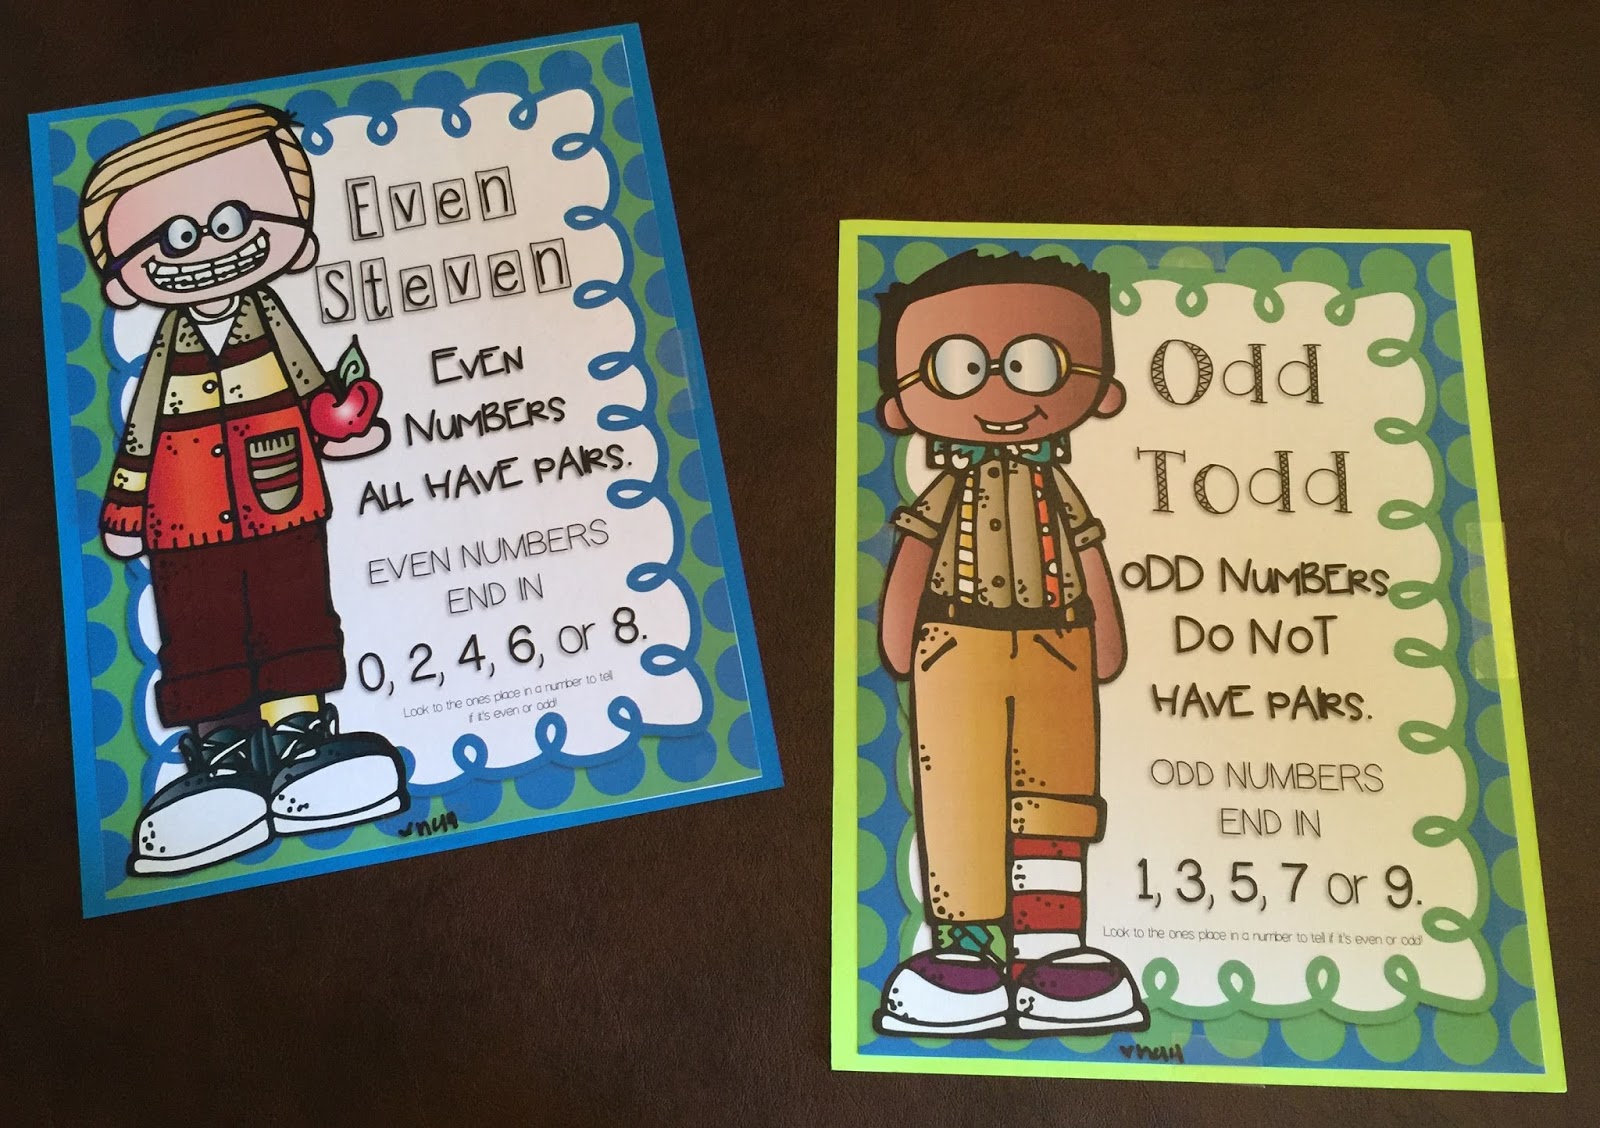 Even
Steven
EVEN
NUMBERS
ALL HAVE PAIRS.
EVEN NUMBERS
END IN
0, 2, 4, 6, or 8.
Look to the ones place in a number to tell
if it's even or odd!
Odd
Todd
ODD NUMBERS
DO NOT
HAVE PAIRS.
ODD NUMBERS
END IN
1, 3, 5, 7 or 9.
Look to the ones place in a number to tell if it's even or odd!